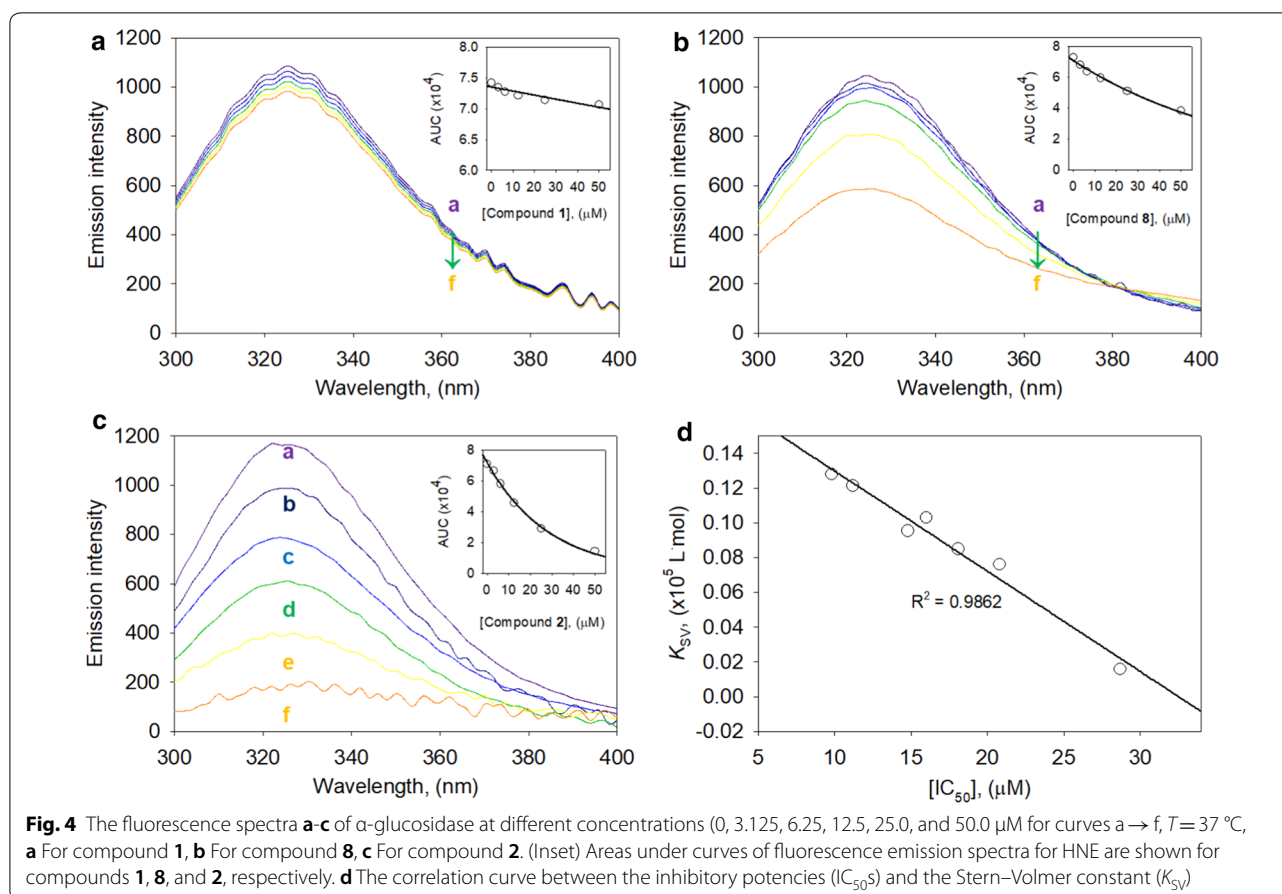 a
1200
1000
800
600
400
200
0
Emission intensity
300 320 340 360 380 400
Wavelength, (nm)
a
f
8.0
7.5
7.0
6.5
6.0
AUC (x10⁴)
0 10 20 30 40 50
[Compound 1], (μM)
b
1200
1000
800
600
400
200
0
Emission intensity
300 320 340 360 380 400
Wavelength, (nm)
a
f
8
6
4
2
0
AUC (x10⁴)
0 10 20 30 40 50
[Compound 8], (μM)
c
1200
1000
800
600
400
200
0
Emission intensity
300 320 340 360 380 400
Wavelength, (nm)
a
b
c
d
e
f
8
6
4
2
0
AUC (x10⁴)
0 10 20 30 40 50
[Compound 2], (μM)
d
0.14
0.12
0.10
0.08
0.06
0.04
0.02
0.00
-0.02
K_SV, (x10⁵ L·mol)
R² = 0.9862
5 10 15 20 25 30
[IC₅₀], (μM)
Fig. 4 The fluorescence spectra a-c of α-glucosidase at different concentrations (0, 3.125, 6.25, 12.5, 25.0, and 50.0 μM for curves a → f, T = 37 °C,
a For compound 1, b For compound 8, c For compound 2. (Inset) Areas under curves of fluorescence emission spectra for HNE are shown for
compounds 1, 8, and 2, respectively. d The correlation curve between the inhibitory potencies (IC₅₀s) and the Stern–Volmer constant (K_SV)